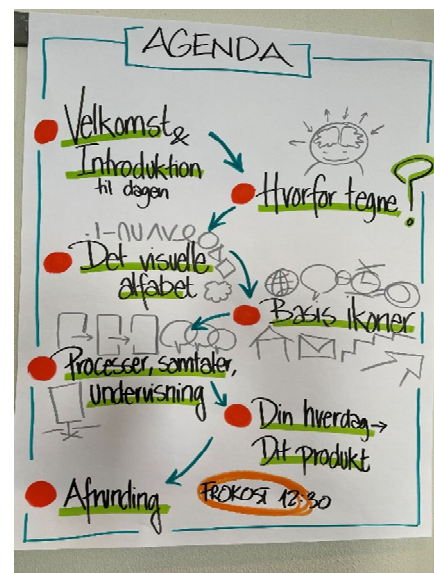 AGENDA
Velkomst &
Introduktion
til dagen
Hvorfor tegne ?
Det visuelle
alfabet
Basis ikoner
Processer, samtaler,
undervisning
Din hverdag →
Dit produkt
Afrunding
FROKOST 12:30